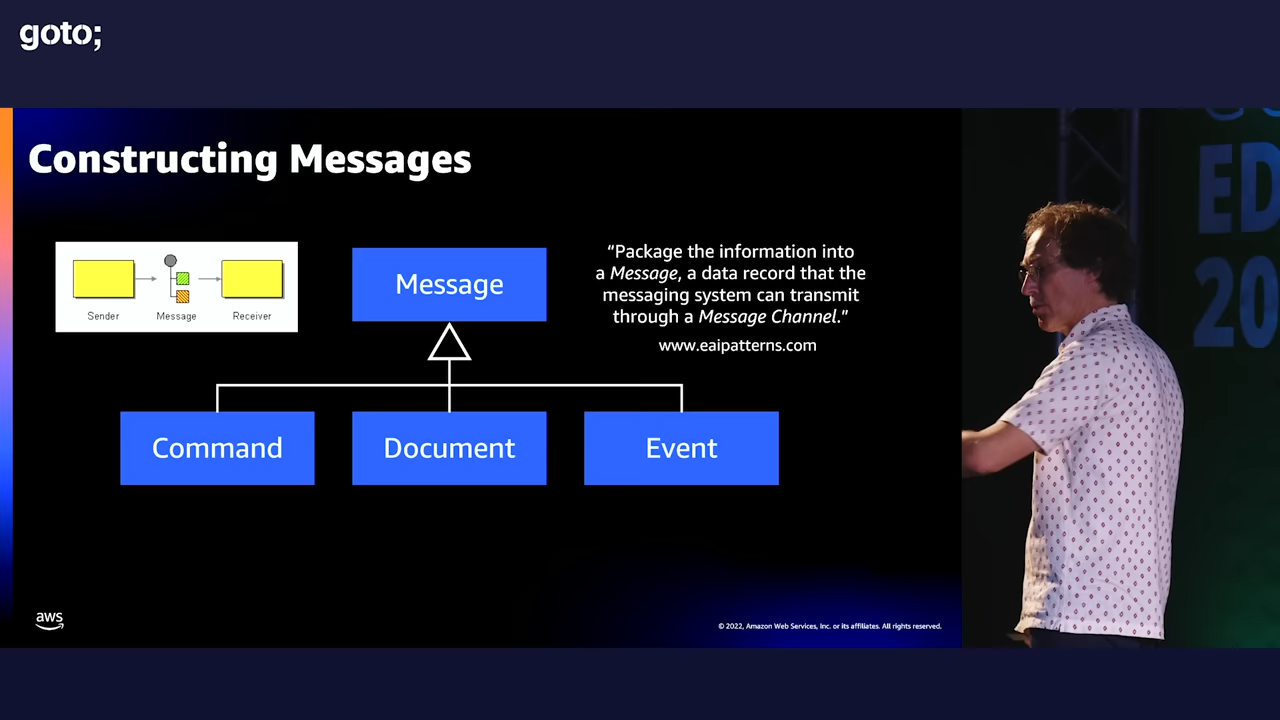 goto;
Constructing Messages
Sender
Message
Receiver
Message
“Package the information into
a Message, a data record that the
messaging system can transmit
through a Message Channel.”
www.eaipatterns.com
Command
Document
Event
aws
© 2022, Amazon Web Services, Inc. or its affiliates. All rights reserved.
ED
20